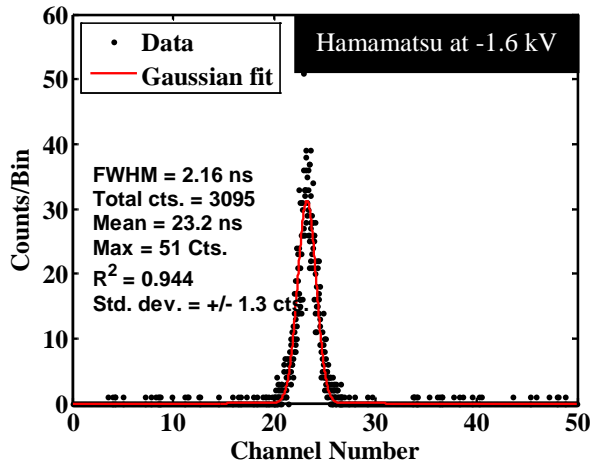 60
50
40
30
20
10
0
Counts/Bin
Data
Gaussian fit
Hamamatsu at -1.6 kV
FWHM = 2.16 ns
Total cts. = 3095
Mean = 23.2 ns
Max = 51 Cts.
R² = 0.944
Std. dev. = +/- 1.3 cts.
0 10 20 30 40 50
Channel Number